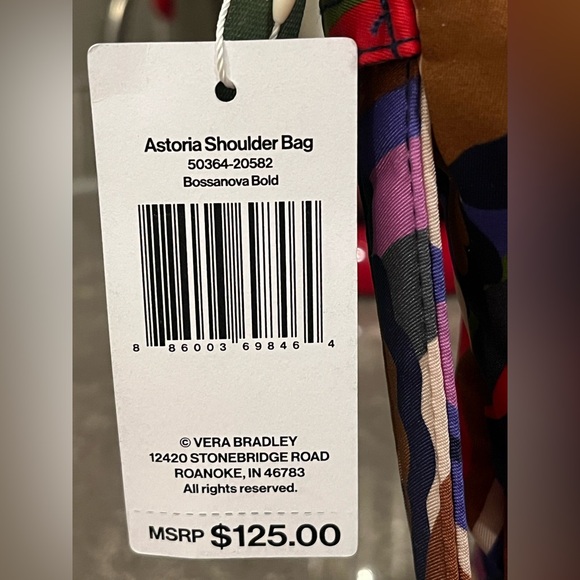 Astoria Shoulder Bag
50364-20582
Bossanova Bold
8 86003 69846 4
© VERA BRADLEY
12420 STONEBRIDGE ROAD
ROANOKE, IN 46783
All rights reserved.
MSRP $125.00